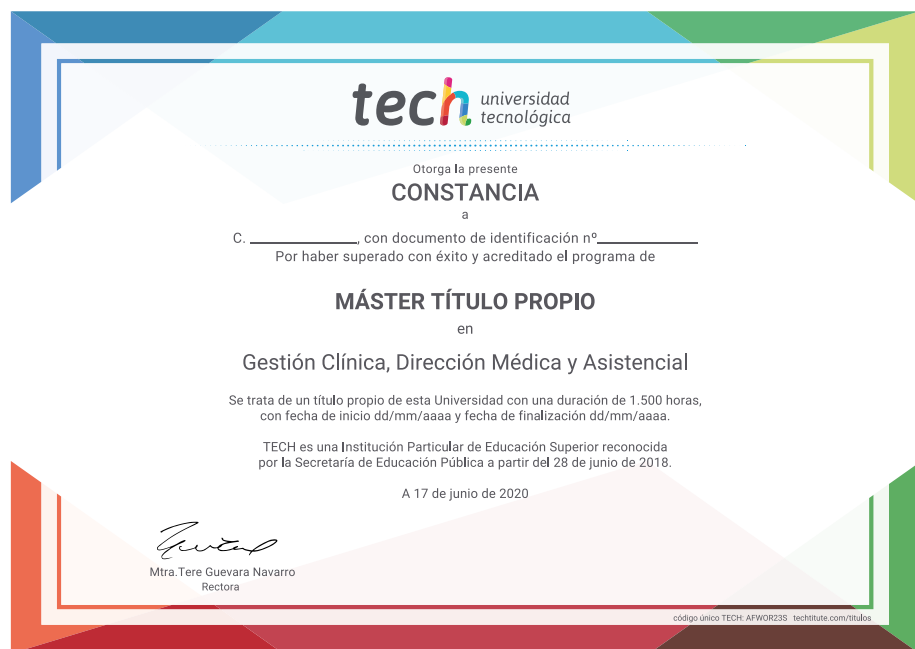 tech universidad
tecnológica
Otorga la presente
CONSTANCIA
a
C. ____________, con documento de identificación nº____________
Por haber superado con éxito y acreditado el programa de
MÁSTER TÍTULO PROPIO
en
Gestión Clínica, Dirección Médica y Asistencial
Se trata de un título propio de esta Universidad con una duración de 1.500 horas,
con fecha de inicio dd/mm/aaaa y fecha de finalización dd/mm/aaaa.
TECH es una Institución Particular de Educación Superior reconocida
por la Secretaría de Educación Pública a partir del 28 de junio de 2018.
A 17 de junio de 2020
Mtra.Tere Guevara Navarro
Rectora
código único TECH: AFWOR23S techtitute.com/titulos